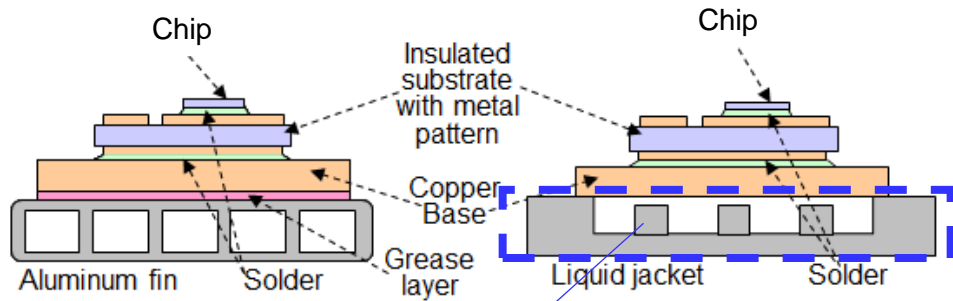 Chip
Chip
Insulated
substrate
with metal
pattern
Copper
Base
Grease
layer
Aluminum fin
Solder
Liquid jacket
Solder